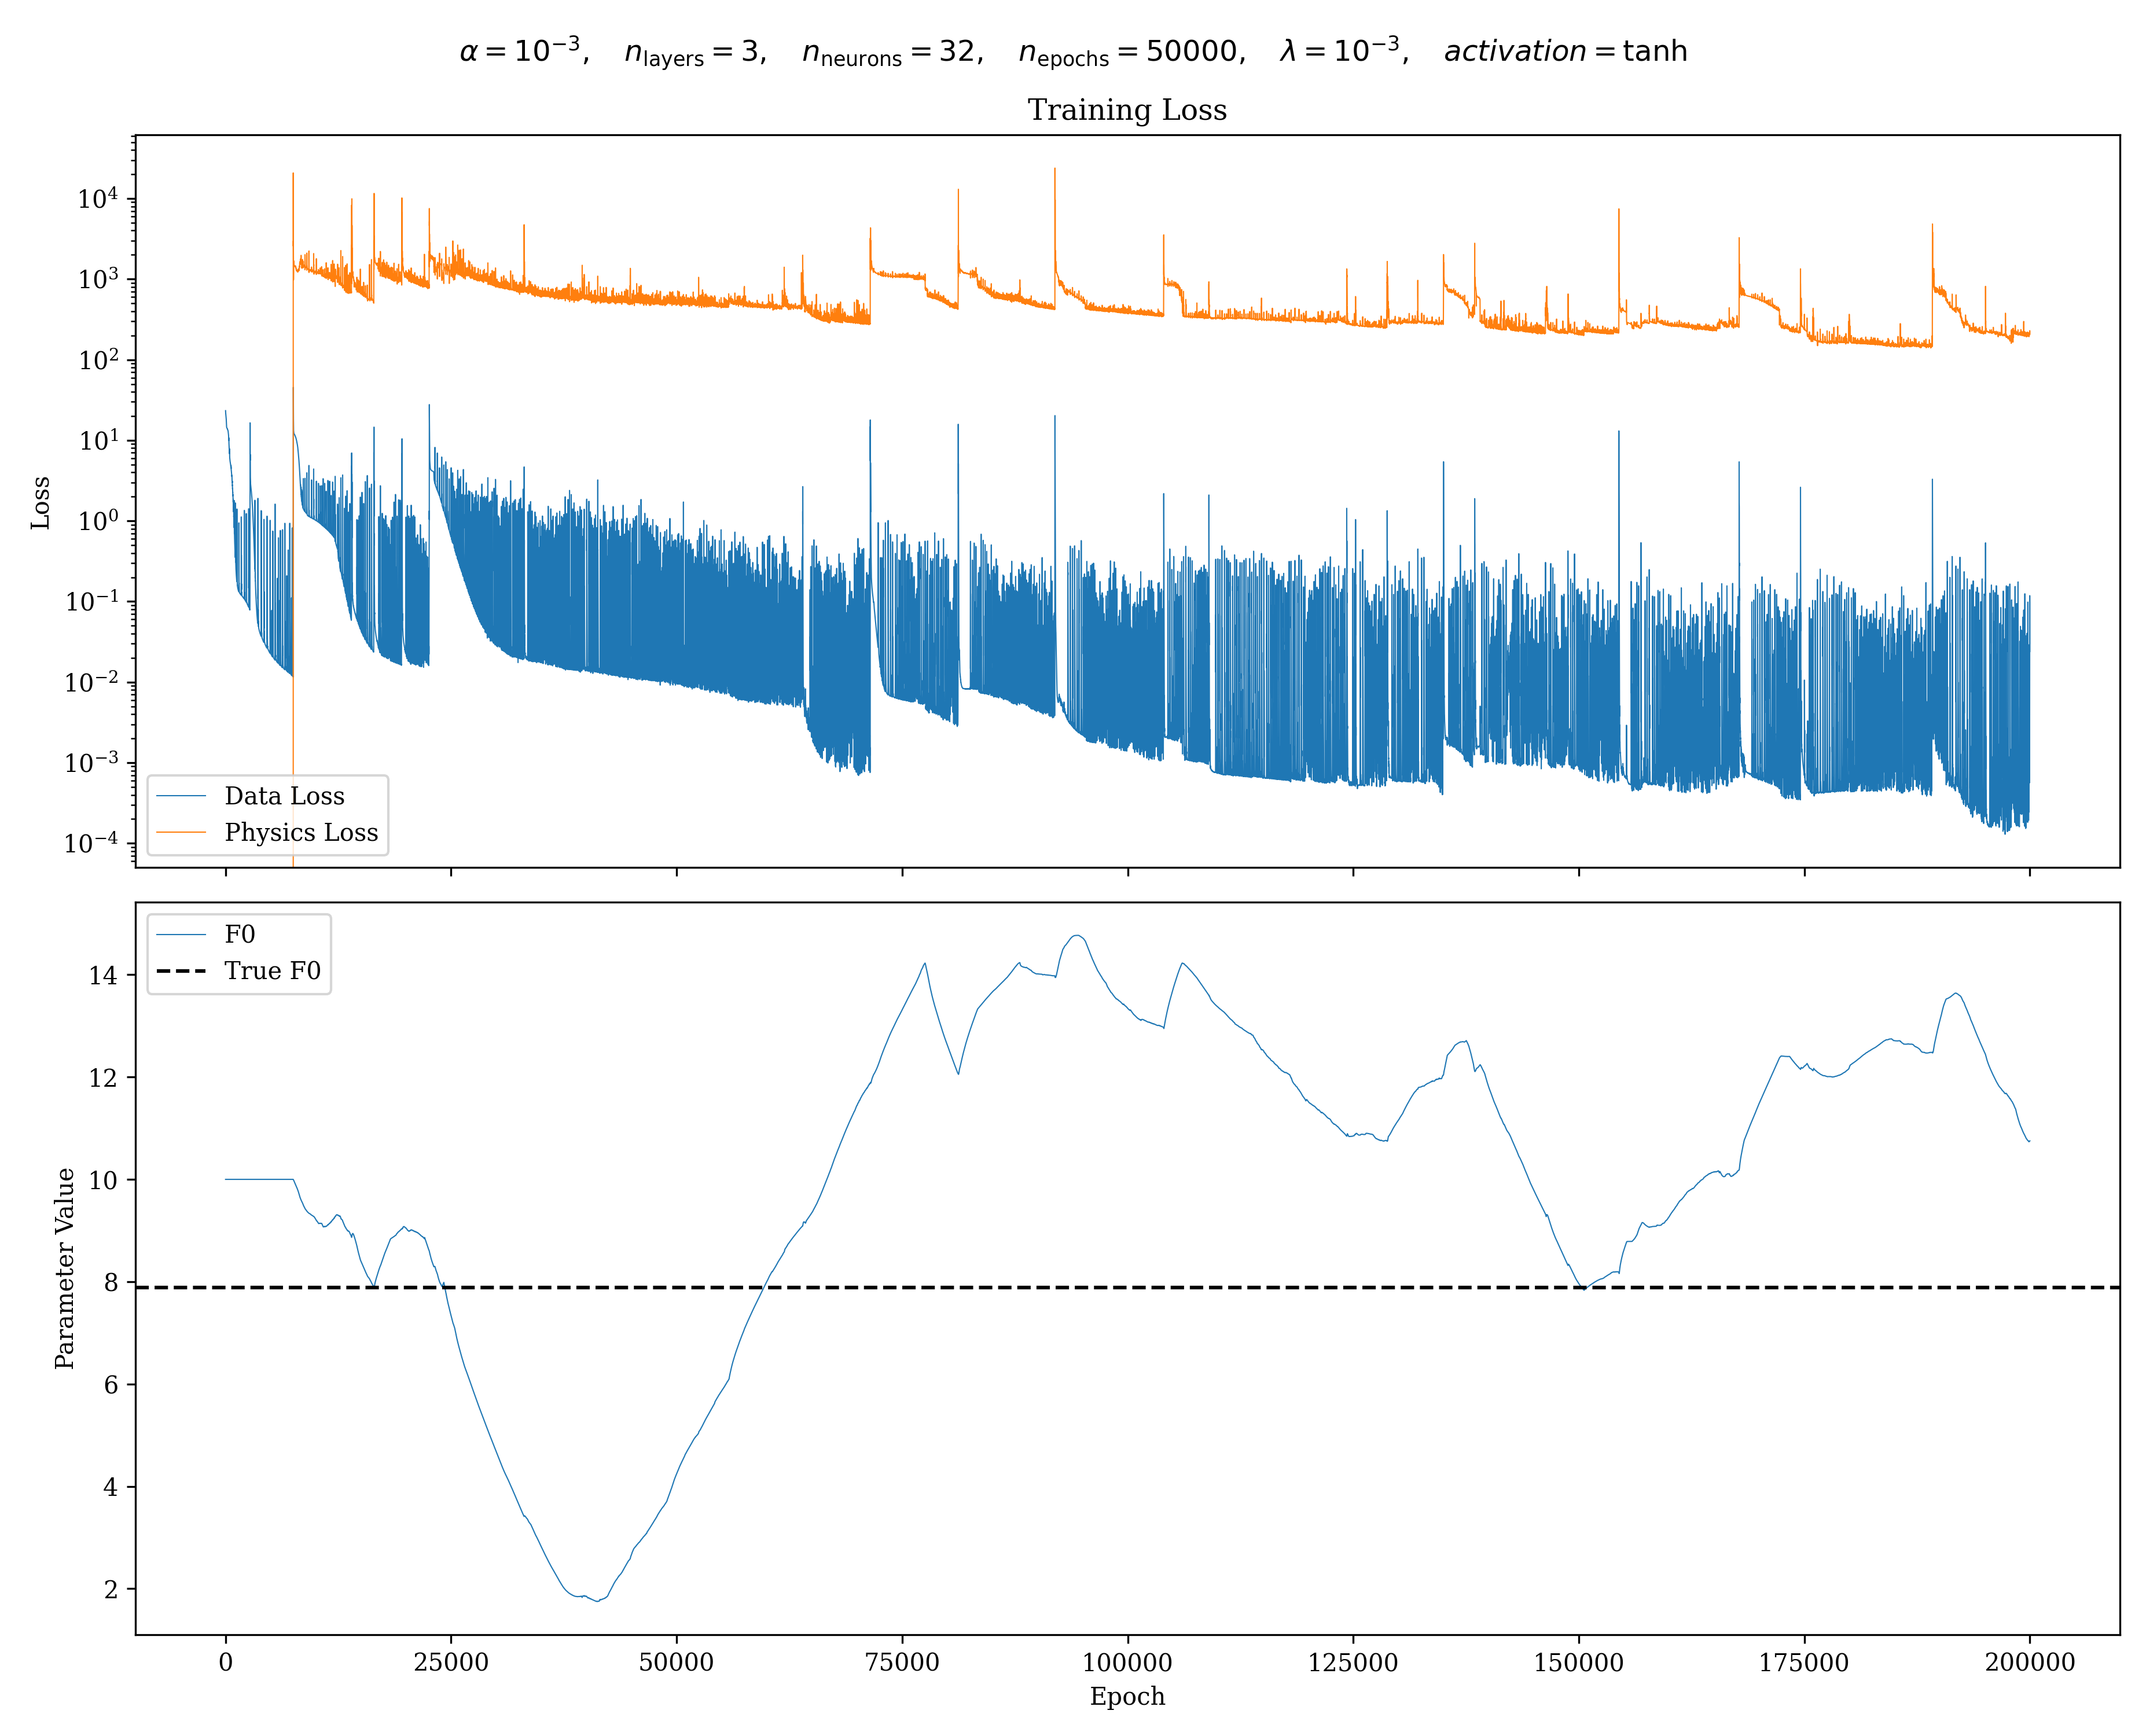 α = 10⁻³, n_layers = 3, n_neurons = 32, n_epochs = 50000, λ = 10⁻³, activation = tanh
Training Loss
10⁴
10³
10²
10¹
10⁰
10⁻¹
10⁻²
10⁻³
10⁻⁴
Loss
Data Loss
Physics Loss
F0
True F0
14
12
10
8
6
4
2
Parameter Value
0 25000 50000 75000 100000 125000 150000 175000 200000
Epoch